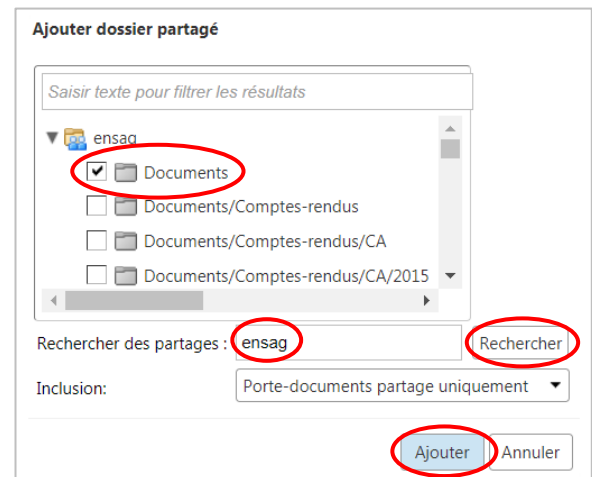 Ajouter dossier partagé
Saisir texte pour filtrer les résultats
ensag
Documents
Documents/Comptes-rendus
Documents/Comptes-rendus/CA
Documents/Comptes-rendus/CA/2015
Rechercher des partages : ensag Rechercher
Inclusion: Porte-documents partage uniquement
Ajouter Annuler